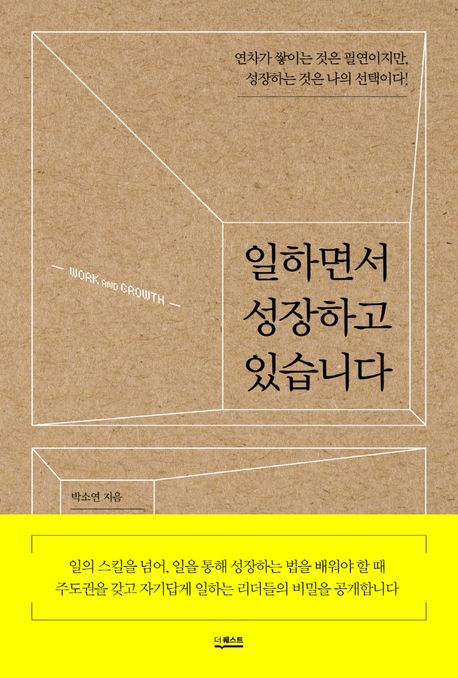 연차가 쌓이는 것은 필연이지만,
성장하는 것은 나의 선택이다!
WORK AND GROWTH
일하면서
성장하고
있습니다
박소연 지음
일의 스킬을 넘어, 일을 통해 성장하는 법을 배워야 할 때
주도권을 갖고 자기답게 일하는 리더들의 비밀을 공개합니다
더퀘스트